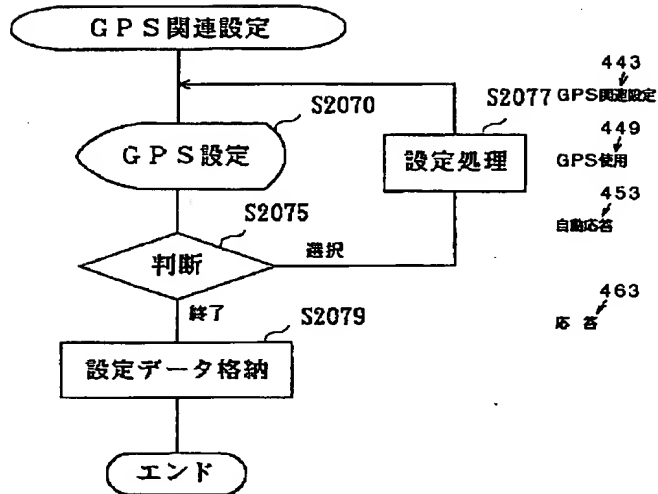 GPS関連設定
S2070
GPS設定
S2075
判断
選択
終了
S2077
設定処理
S2079
設定データ格納
エンド
443
GPS関連設定
449
GPS使用
453
自動応答
463
応答